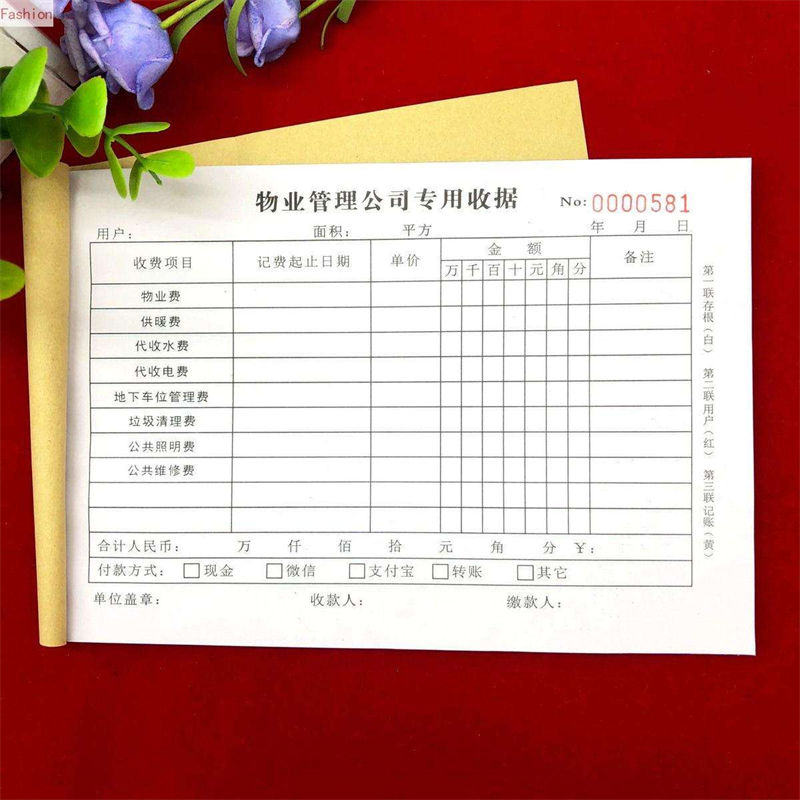 Fashion
物业管理公司专用收据 No: 0000581
用户： 面积： 平方 年 月 日
收费项目 记费起止日期 单价 金 额 备注
万 千 百 十 元 角 分
物业费
供暖费
代收水费
代收电费
地下车位管理费
垃圾清理费
公共照明费
公共维修费
合计人民币： 万 仟 佰 拾 元 角 分 ￥：
付款方式： 现金 微信 支付宝 转账 其它
单位盖章： 收款人： 缴款人：
第一联存根（白） 第二联用户（红） 第三联记账（黄）